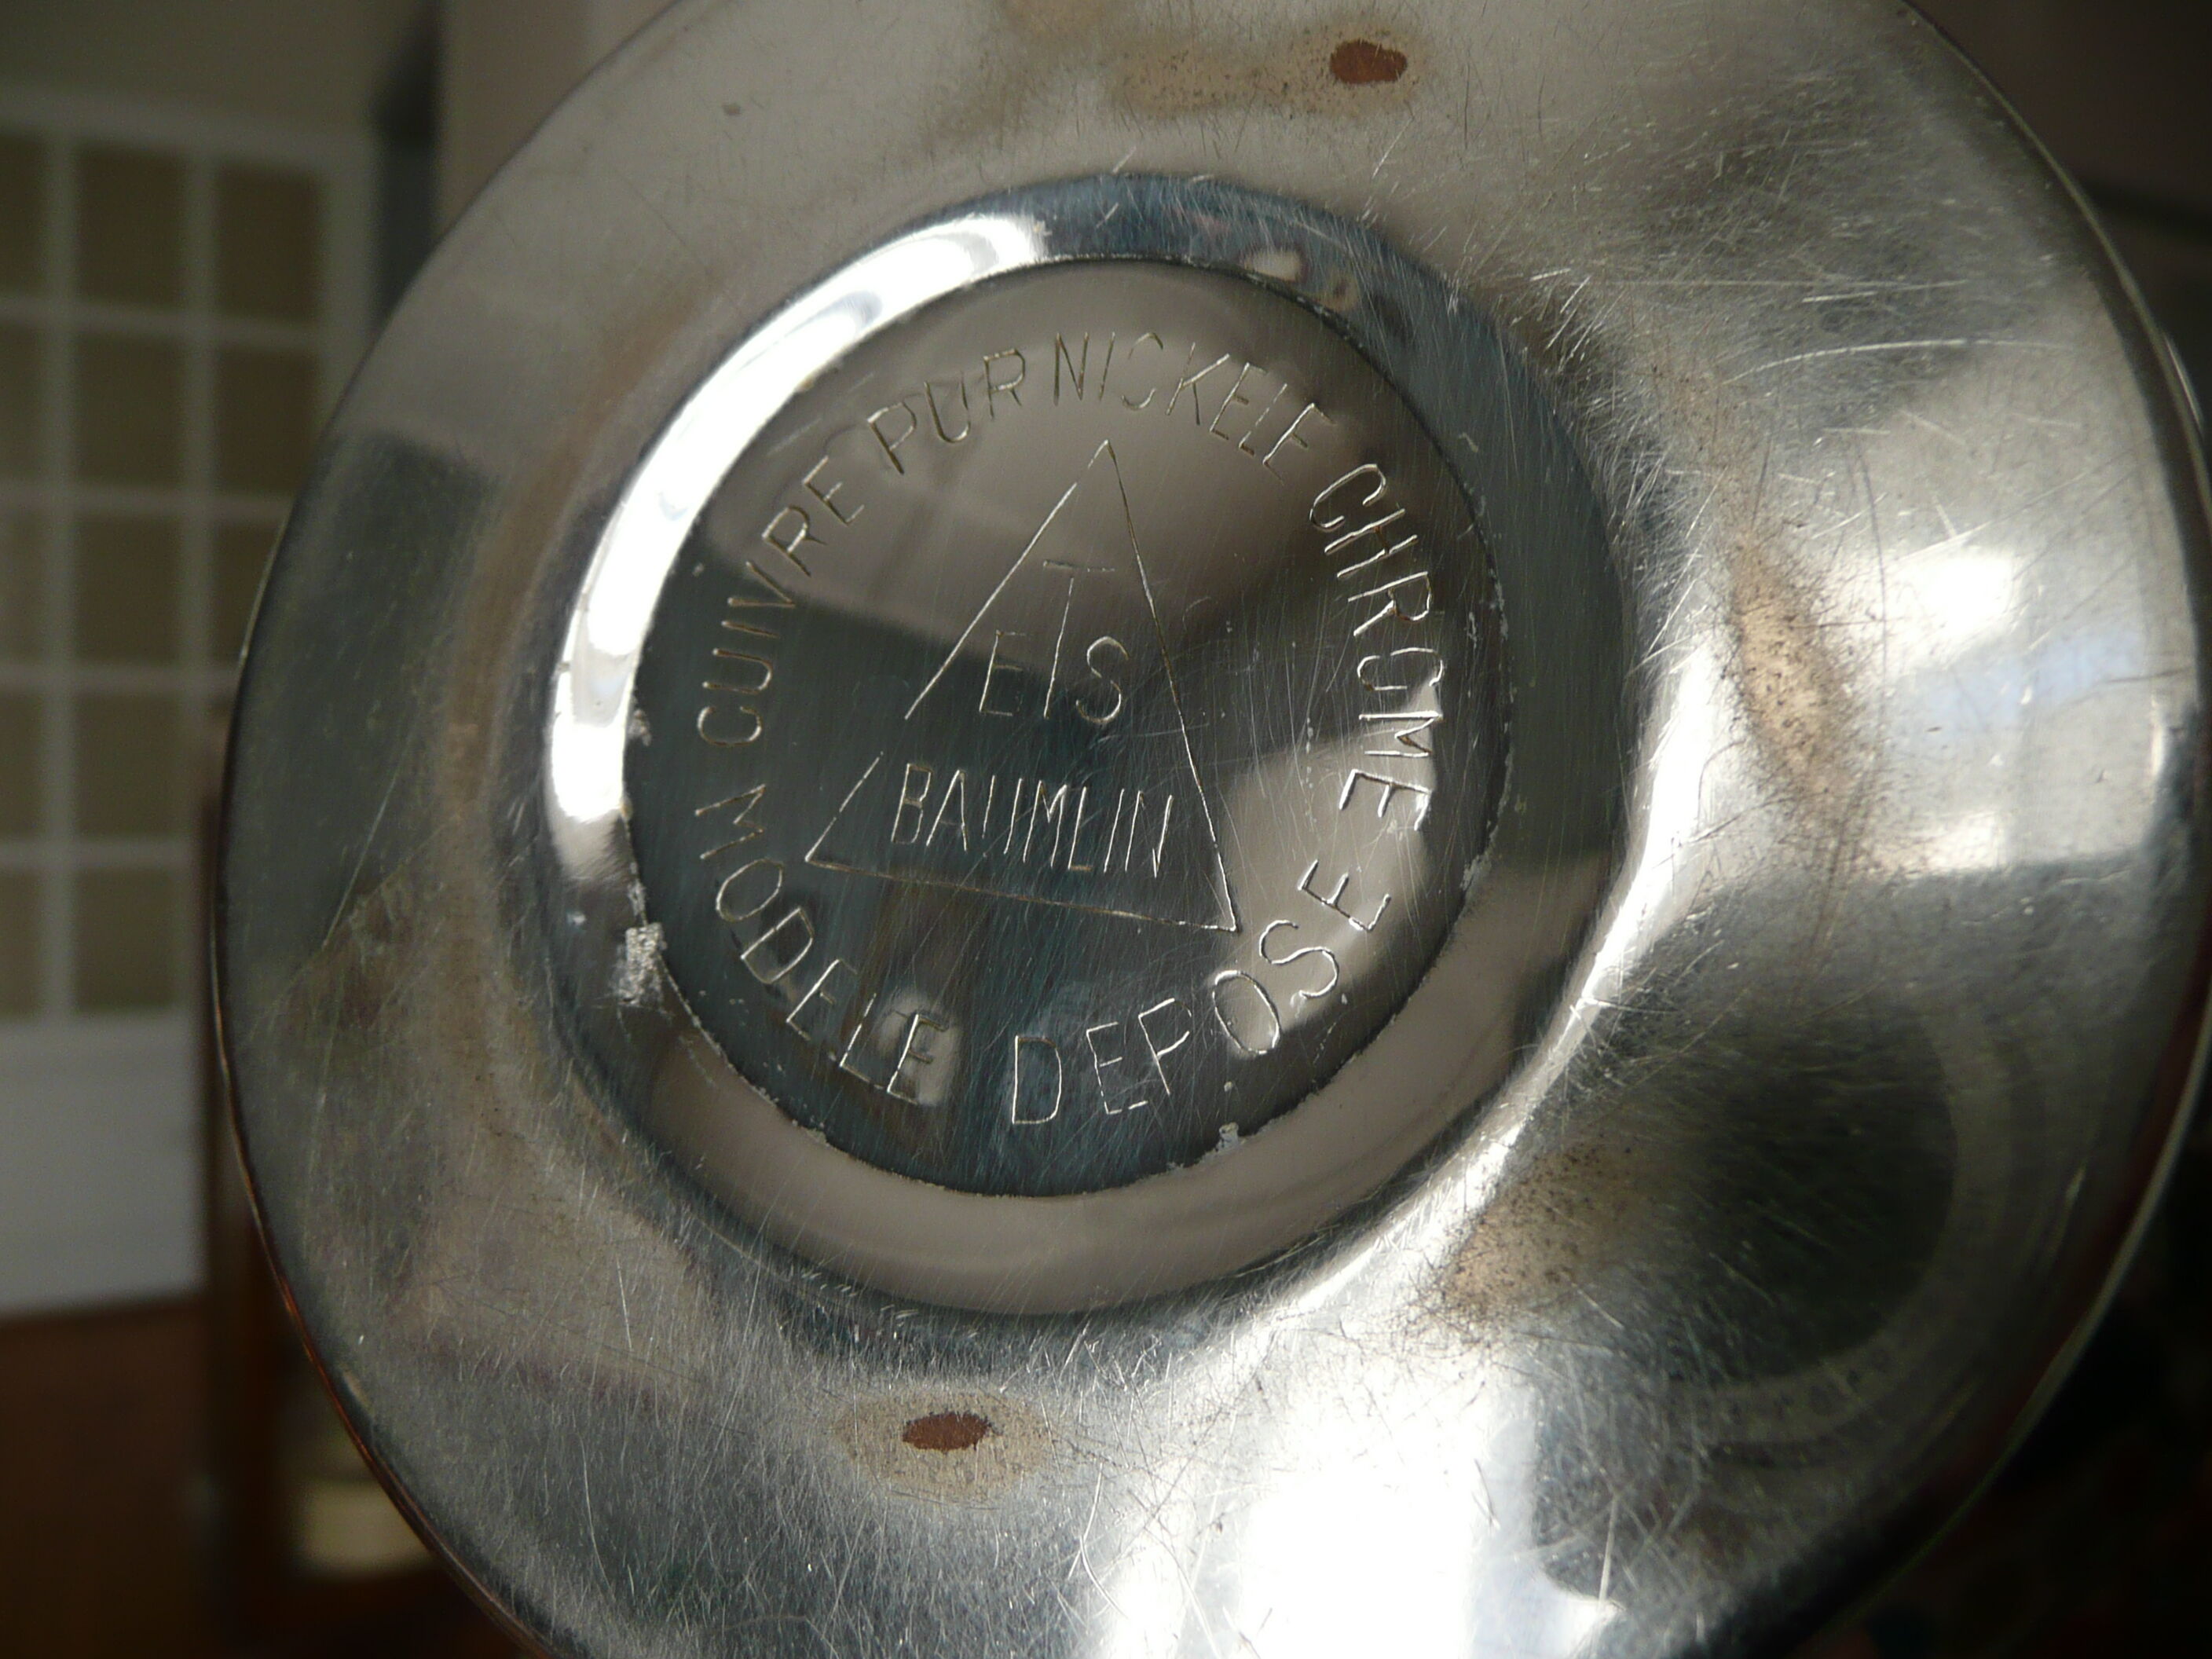 CUIVRE PUR NICKELE CHROME
T
ETS
BAUMLIN
MODELE DEPOSE